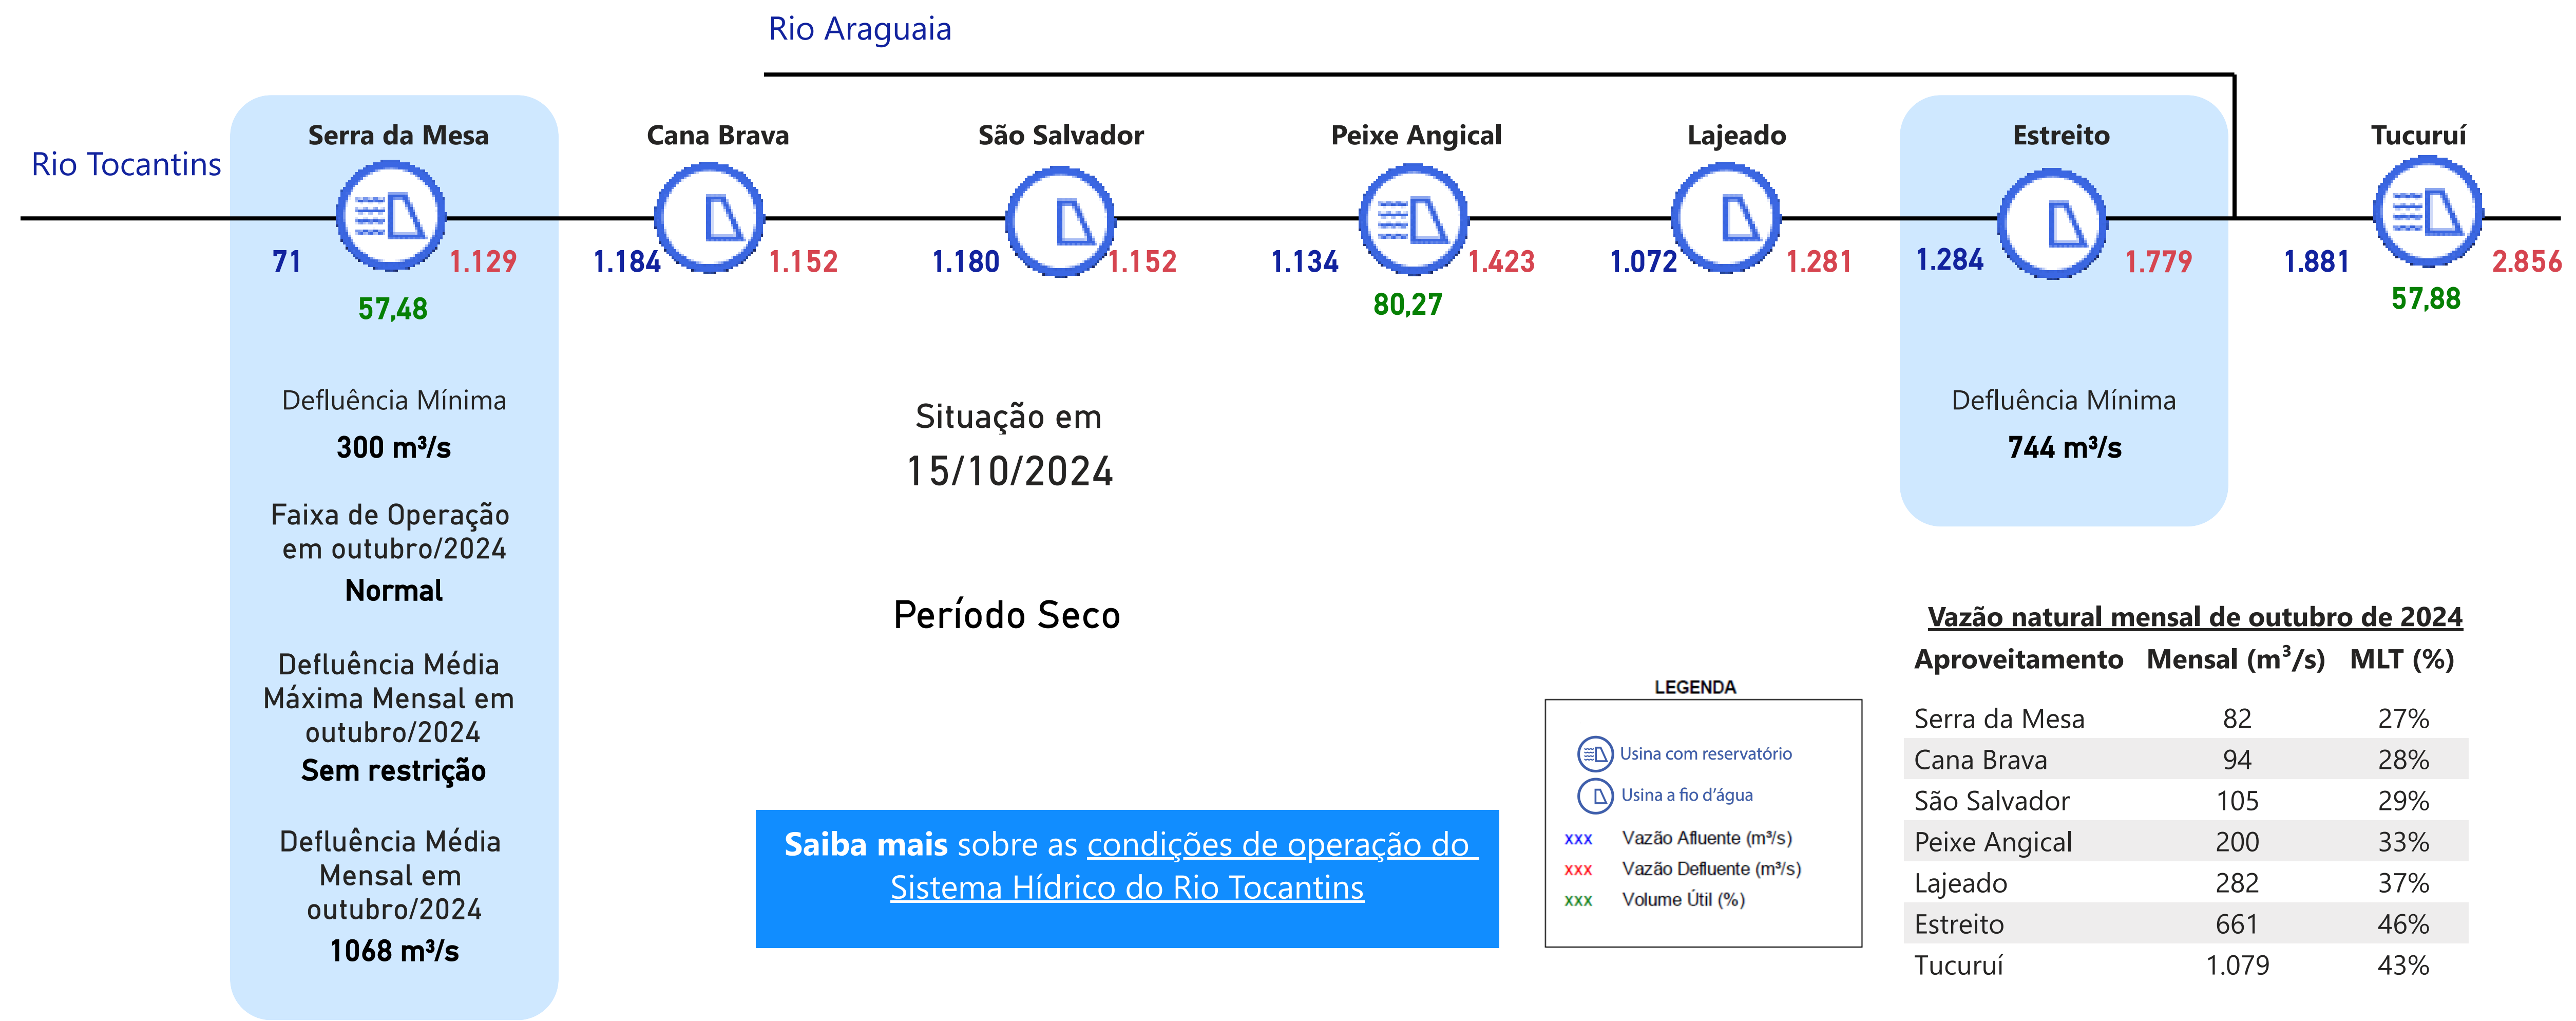 Rio Araguaia
Rio Tocantins
Serra da Mesa
Cana Brava
São Salvador
Peixe Angical
Lajeado
Estreito
Tucuruí
71
1.129
1.184
1.152
1.180
1.152
1.134
1.423
1.072
1.281
1.284
1.779
1.881
2.856
57,48
80,27
57,88
Defluência Mínima
300 m³/s
Faixa de Operação
em outubro/2024
Normal
Defluência Média
Máxima Mensal em
outubro/2024
Sem restrição
Defluência Média
Mensal em
outubro/2024
1068 m³/s
Situação em
15/10/2024
Período Seco
Defluência Mínima
744 m³/s
Saiba mais sobre as condições de operação do
Sistema Hídrico do Rio Tocantins
LEGENDA
Usina com reservatório
Usina a fio d'água
xxx Vazão Afluente (m³/s)
xxx Vazão Defluente (m³/s)
xxx Volume Útil (%)
Vazão natural mensal de outubro de 2024
Aproveitamento Mensal (m³/s) MLT (%)
Serra da Mesa 82 27%
Cana Brava 94 28%
São Salvador 105 29%
Peixe Angical 200 33%
Lajeado 282 37%
Estreito 661 46%
Tucuruí 1.079 43%